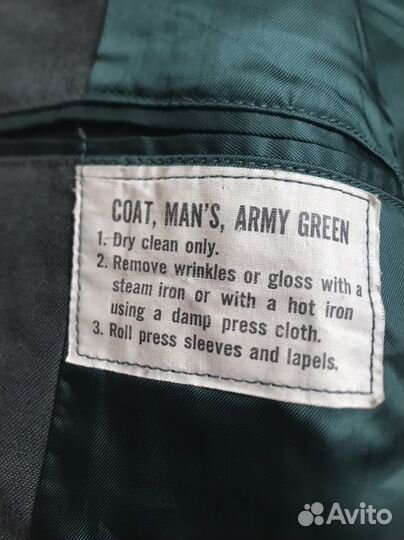 COAT, MAN'S, ARMY GREEN
1. Dry clean only.
2. Remove wrinkles or gloss with a
steam iron or with a hot iron
using a damp press cloth.
3. Roll press sleeves and lapels.
Avito